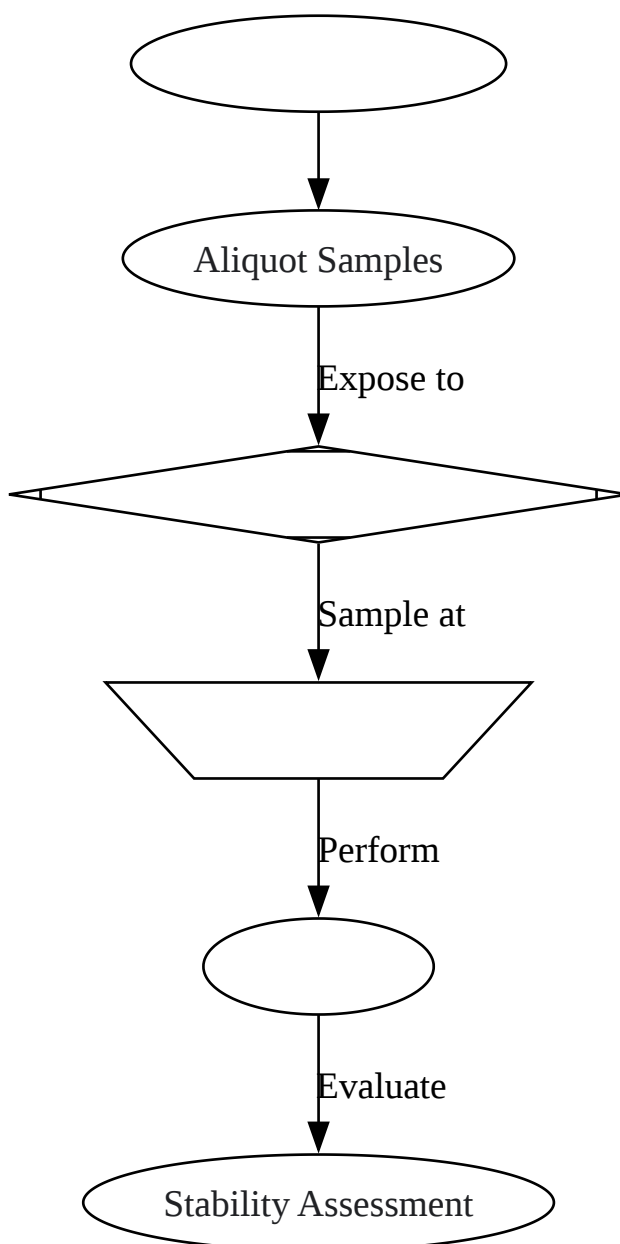 Aliquot Samples
Expose to
Sample at
Perform
Evaluate
Stability Assessment